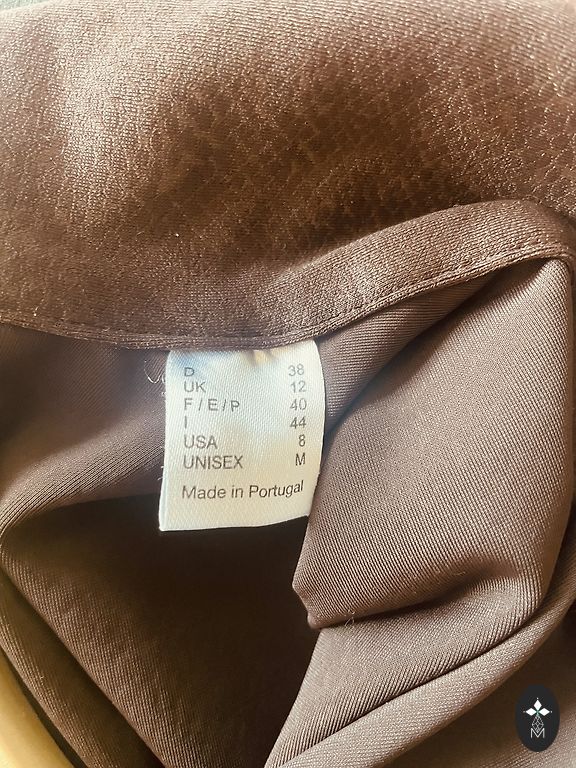 D 38
UK 12
F / E / P 40
I 44
USA 8
UNISEX M
Made in Portugal
M